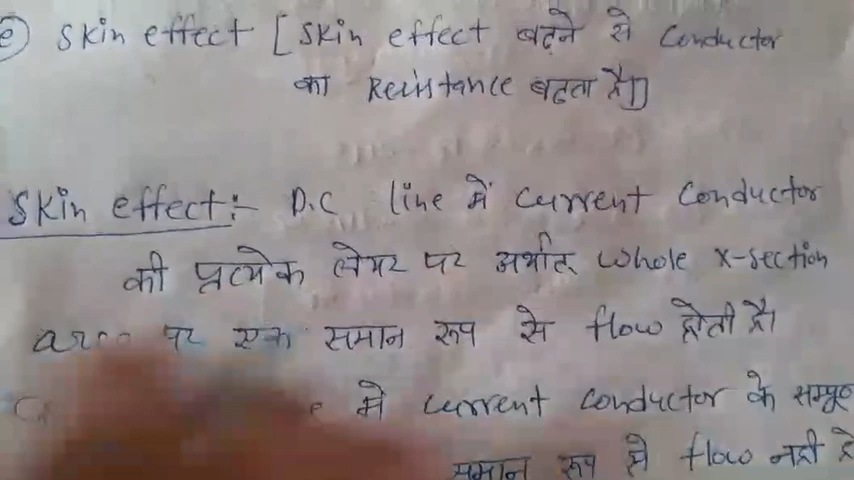 e) Skin effect [Skin effect बढ़ने से Conductor
का Resistance बढ़ता है।]
Skin effect:- D.C line में Current Conductor
की प्रत्येक लेयर पर अर्थात् whole x-section
पर एक समान रूप से flow होती है।
में current conductor के
समान रूप से flow नहीं